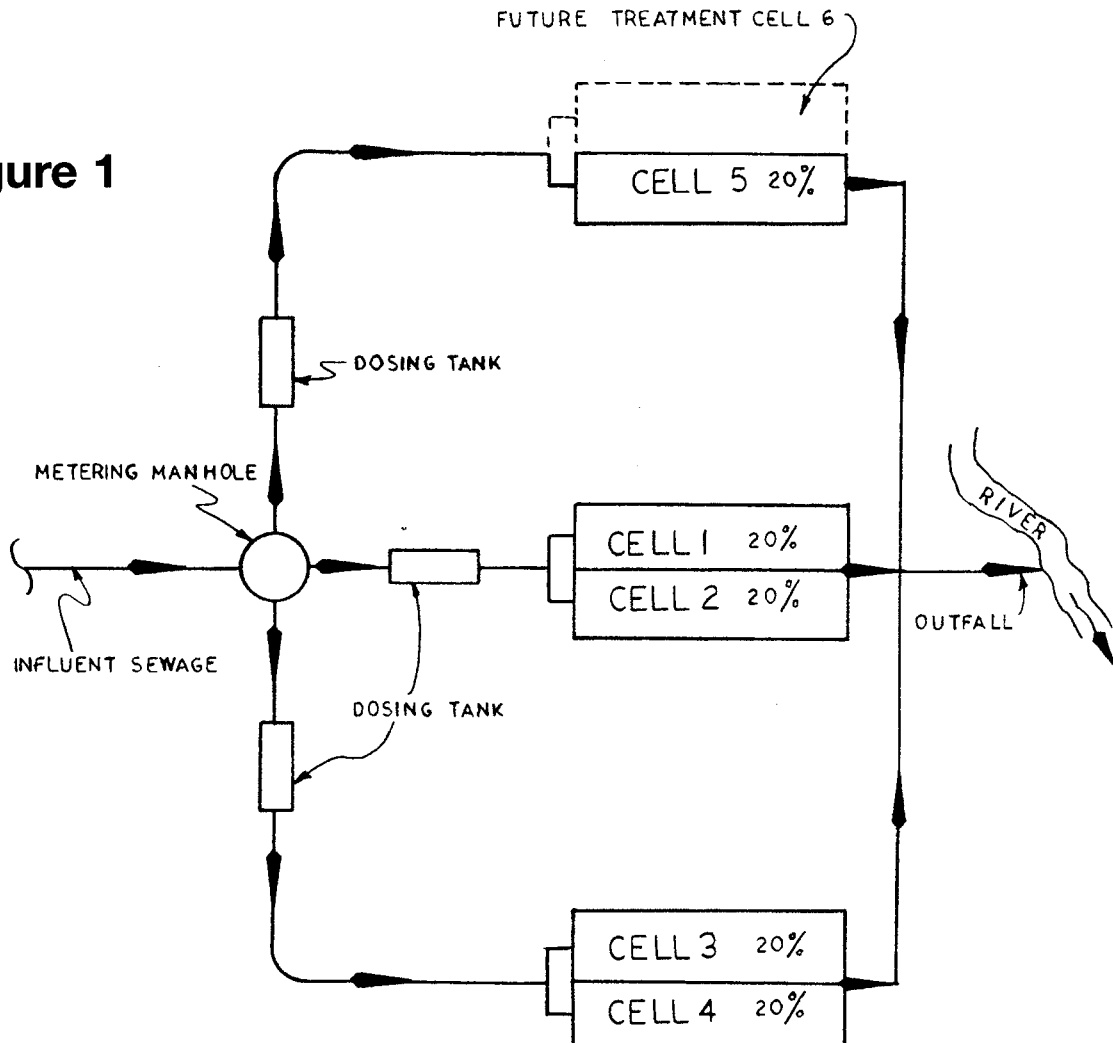 FUTURE TREATMENT CELL 6
gure 1
CELL 5 20%
DOSING TANK
METERING MANHOLE
CELL 1 20%
CELL 2 20%
RIVER
OUTFALL
INFLUENT SEWAGE
DOSING TANK
CELL 3 20%
CELL 4 20%